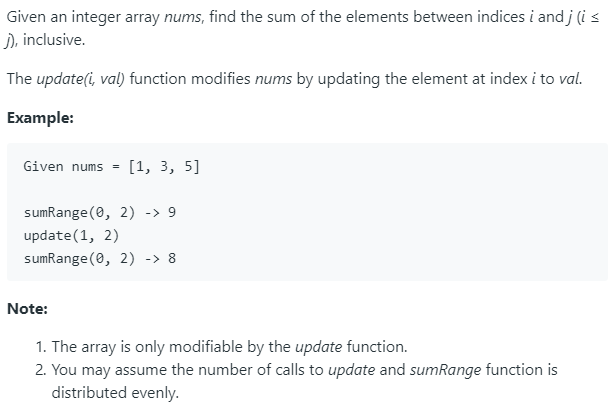 Given an integer array nums, find the sum of the elements between indices i and j (i ≤
j), inclusive.
The update(i, val) function modifies nums by updating the element at index i to val.
Example:
Given nums = [1, 3, 5]
sumRange(0, 2) -> 9
update(1, 2)
sumRange(0, 2) -> 8
Note:
1. The array is only modifiable by the update function.
2. You may assume the number of calls to update and sumRange function is
distributed evenly.